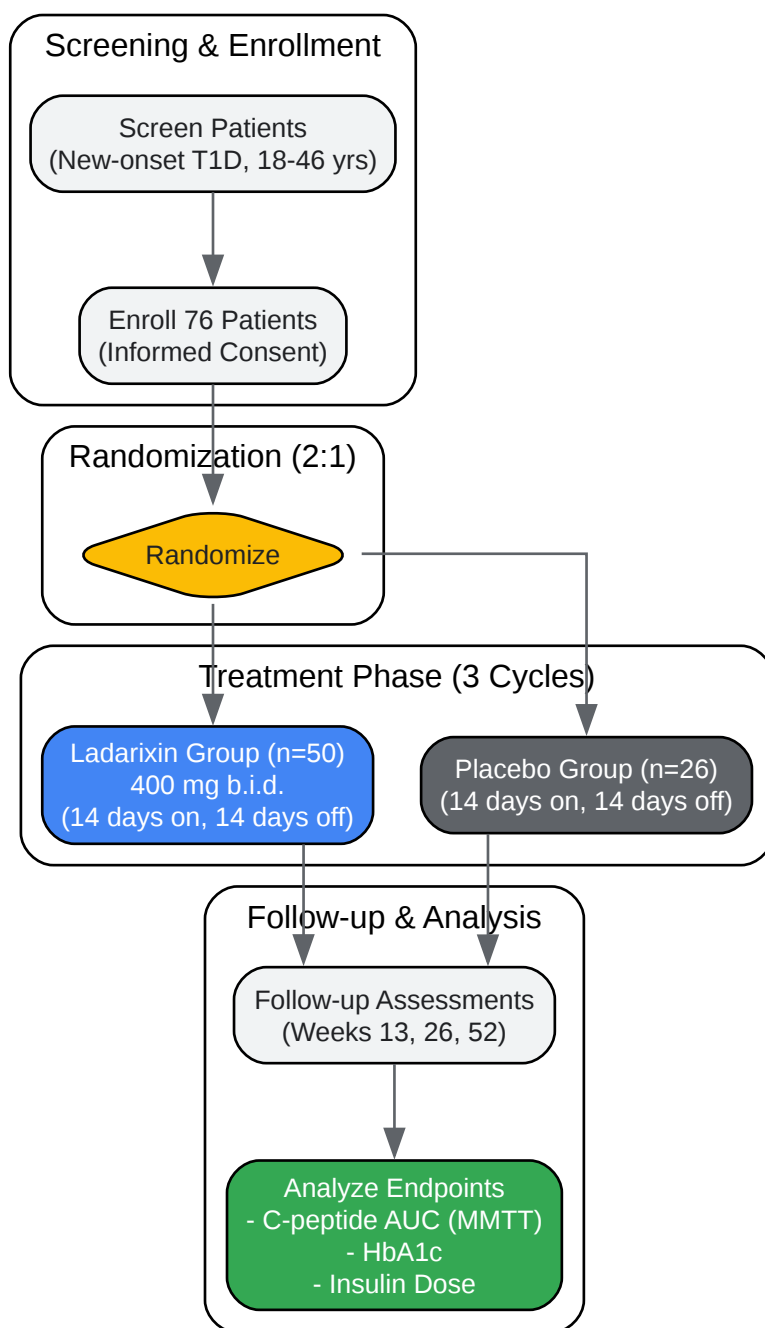 Screening & Enrollment
Screen Patients
(New-onset T1D, 18-46 yrs)
Enroll 76 Patients
(Informed Consent)
Randomization (2:1)
Randomize
Treatment Phase (3 Cycles)
Ladarixin Group (n=50)
400 mg b.i.d.
(14 days on, 14 days off)
Placebo Group (n=26)
(14 days on, 14 days off)
Follow-up & Analysis
Follow-up Assessments
(Weeks 13, 26, 52)
Analyze Endpoints
- C-peptide AUC (MMTT)
- HbA1c
- Insulin Dose